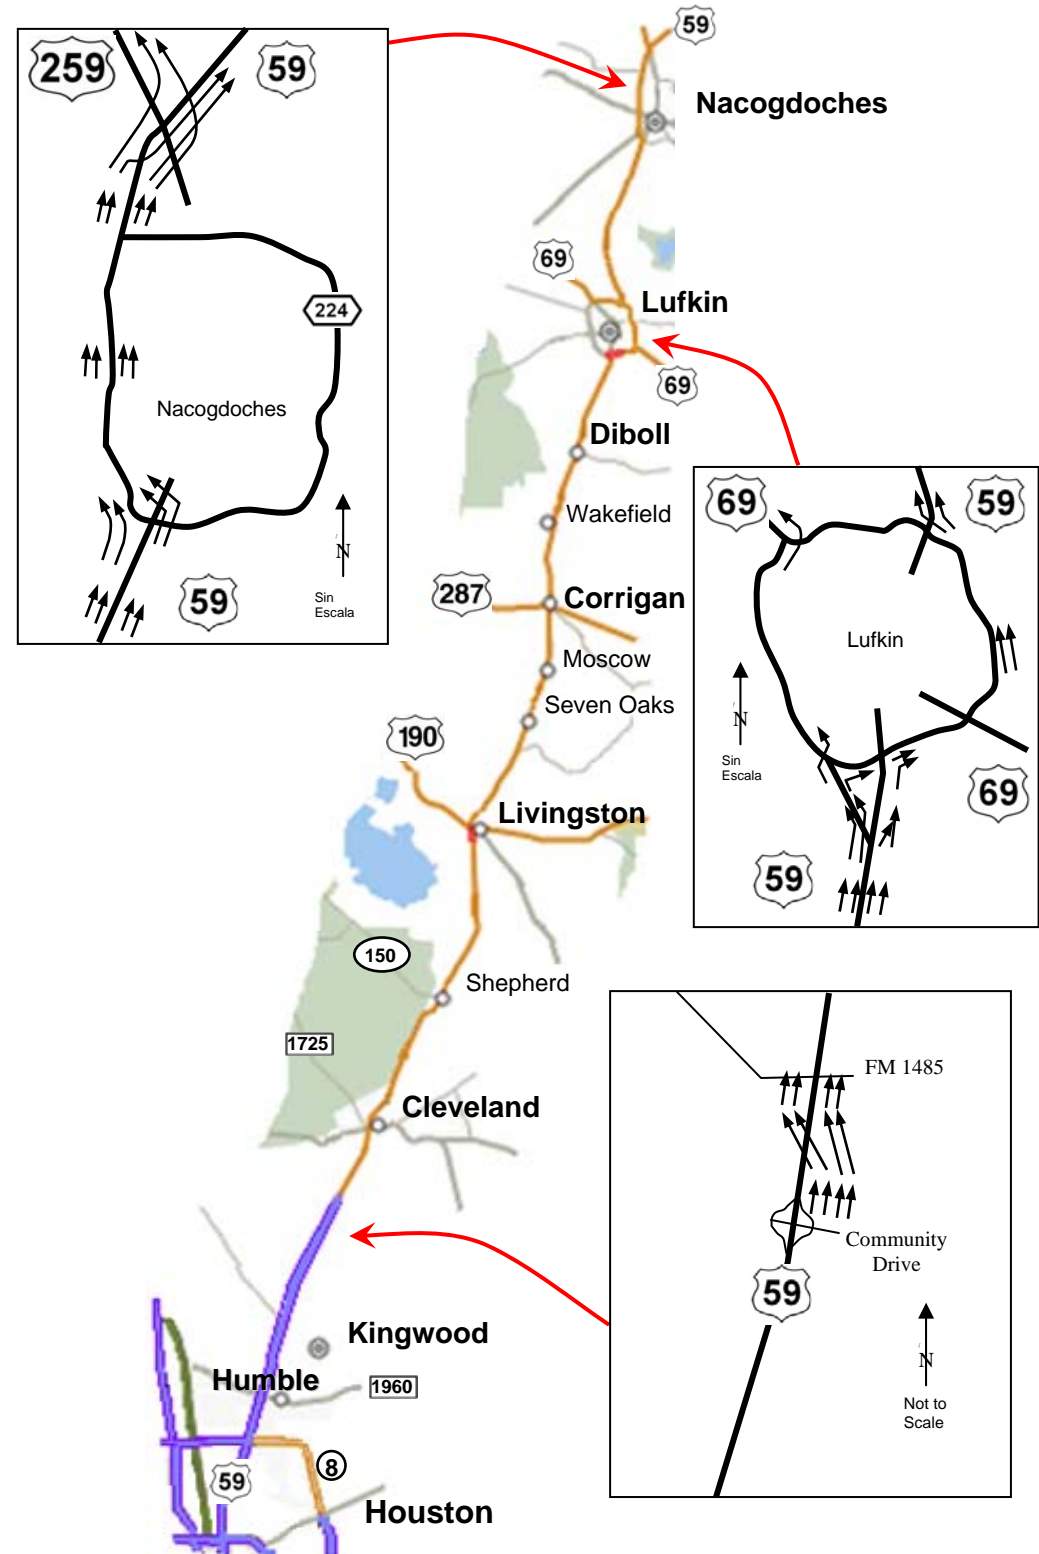 259
59
224
Nacogdoches
N
Sin
Escala
59
59
Nacogdoches
69
Lufkin
69
Diboll
Wakefield
287
Corrigan
Moscow
Seven Oaks
190
Livingston
150
Shepherd
1725
Cleveland
Kingwood
Humble
1960
8
59
Houston
69
59
Lufkin
N
Sin
Escala
69
59
FM 1485
Community
Drive
59
N
Not to
Scale